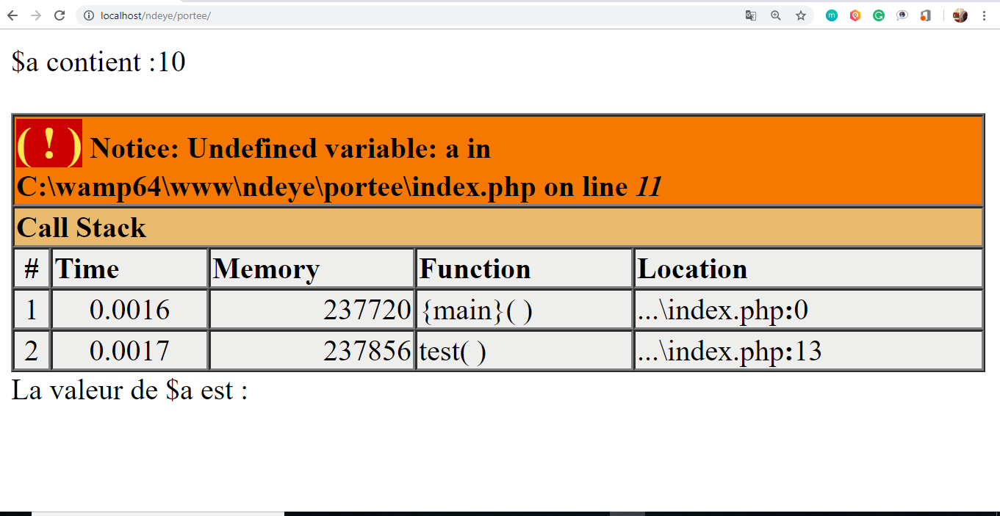 localhost/ndeye/portee/
$a contient :10
( ! ) Notice: Undefined variable: a in
C:\wamp64\www\ndeye\portee\index.php on line 11
Call Stack
# Time Memory Function Location
1 0.0016 237720 {main}( ) ...\index.php:0
2 0.0017 237856 test( ) ...\index.php:13
La valeur de $a est :